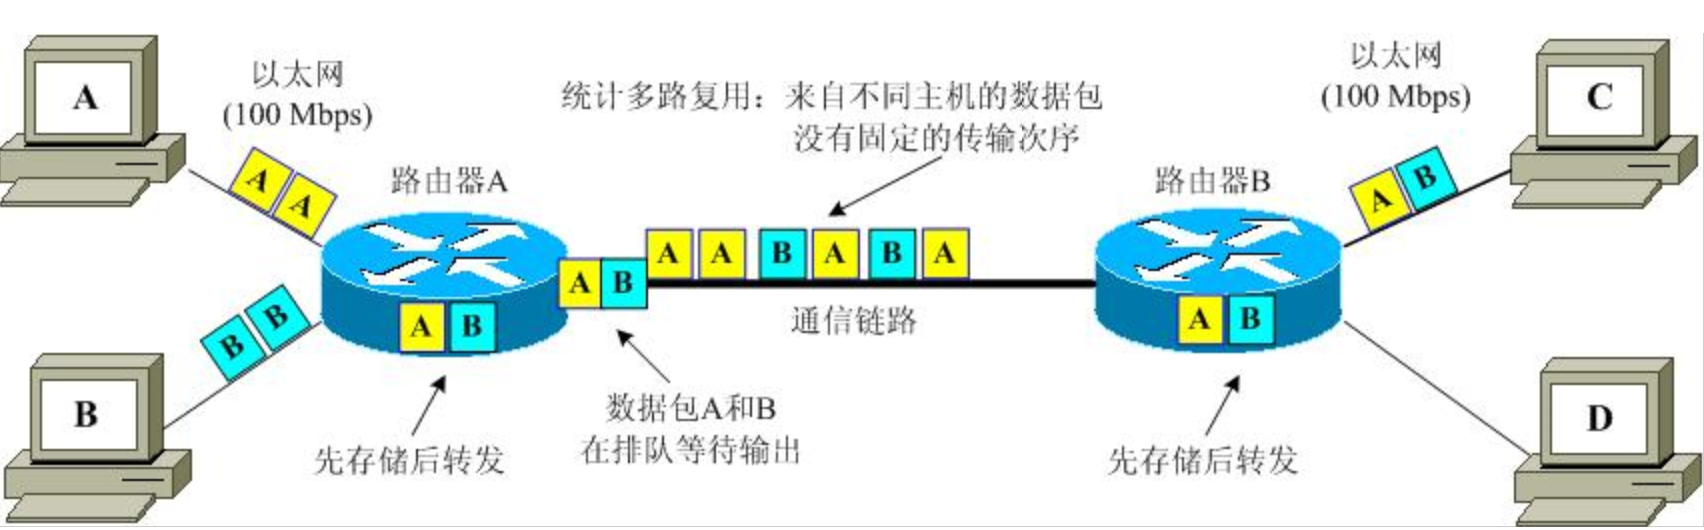 A
以太网
(100 Mbps)
A A
路由器A
A B
B B
B
先存储后转发
A B
数据包A和B
在排队等待输出
统计多路复用：来自不同主机的数据包
没有固定的传输次序
A A B A B A
通信链路
路由器B
A B
先存储后转发
以太网
(100 Mbps)
A B
C
D